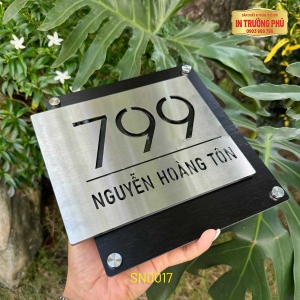 IN TRƯỜNG PHÚ
799
NGUYỄN HOÀNG TÔN
SN0017